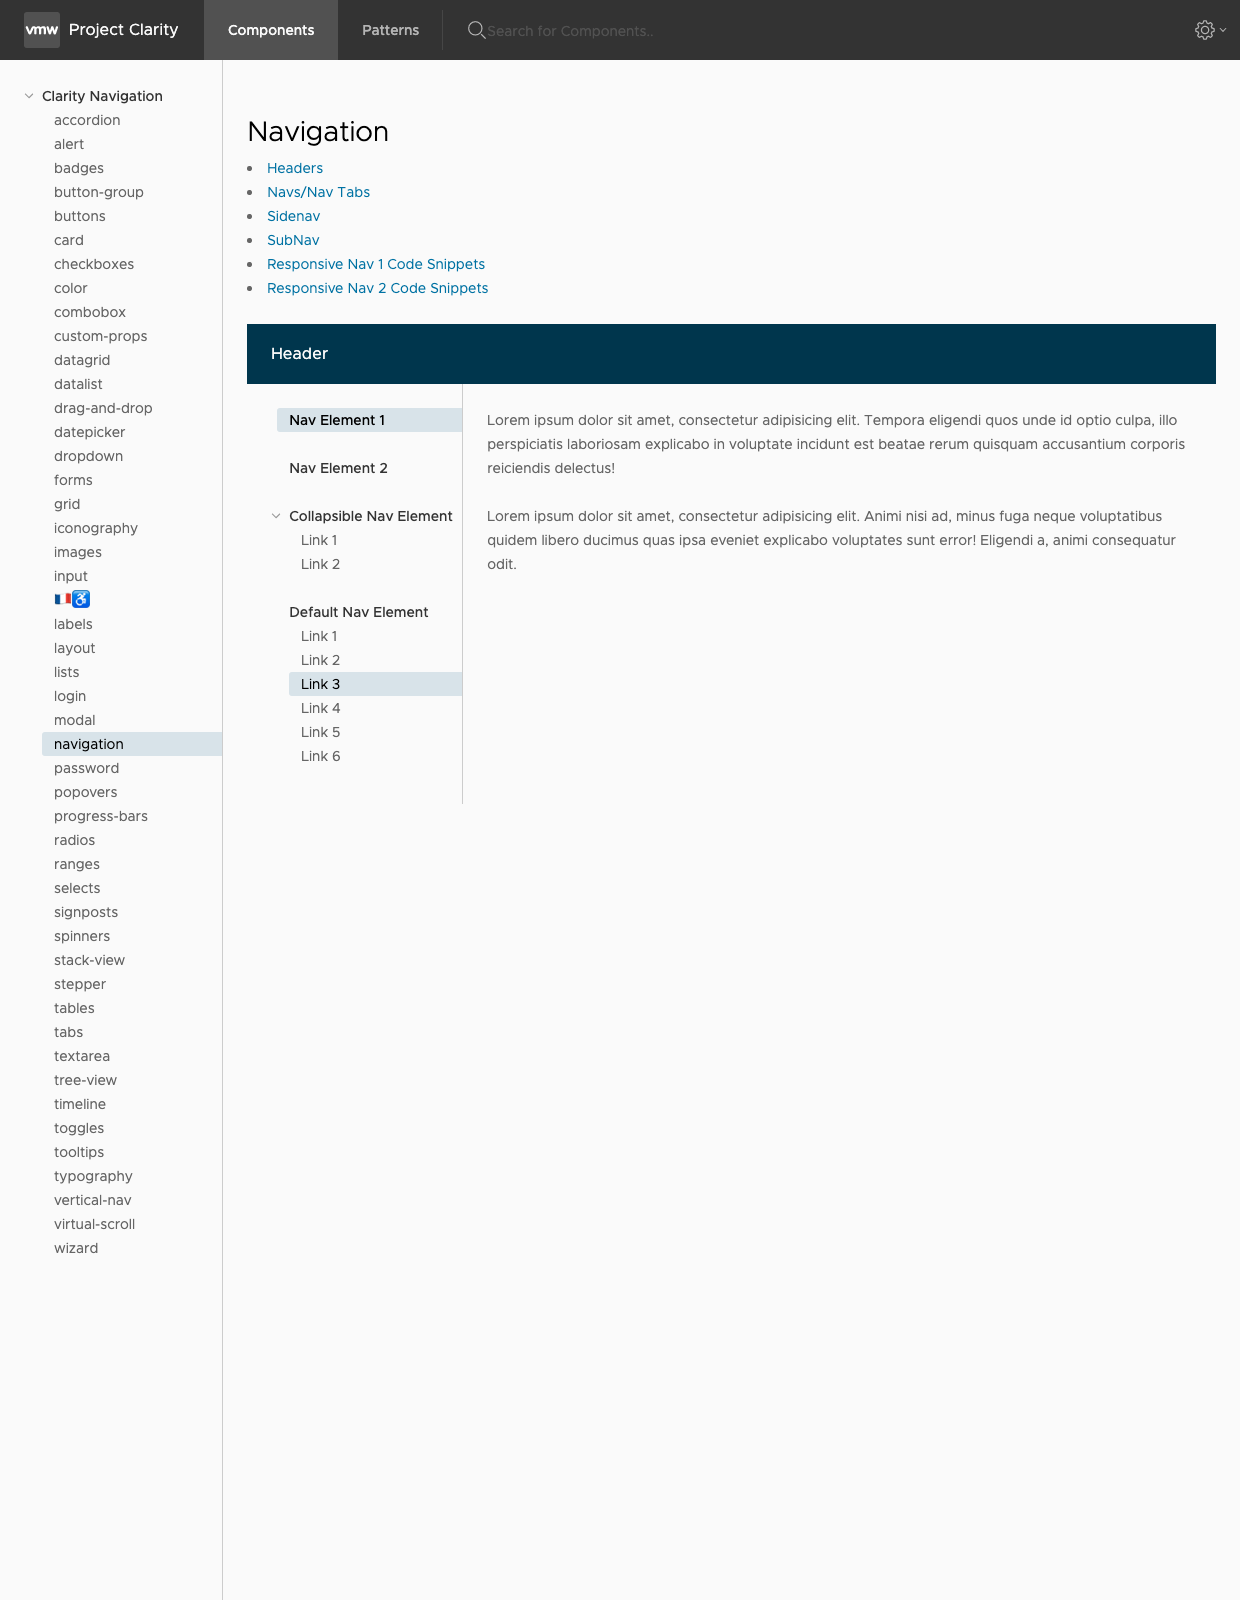 vmw Project Clarity Components Patterns Search for Components..
Clarity Navigation
accordion
alert
badges
button-group
buttons
card
checkboxes
color
combobox
custom-props
datagrid
datalist
drag-and-drop
datepicker
dropdown
forms
grid
iconography
images
input
🇫🇷♿
labels
layout
lists
login
modal
navigation
password
popovers
progress-bars
radios
ranges
selects
signposts
spinners
stack-view
stepper
tables
tabs
textarea
tree-view
timeline
toggles
tooltips
typography
vertical-nav
virtual-scroll
wizard
Navigation
• Headers
• Navs/Nav Tabs
• Sidenav
• SubNav
• Responsive Nav 1 Code Snippets
• Responsive Nav 2 Code Snippets
Header
Nav Element 1
Nav Element 2
Collapsible Nav Element
Link 1
Link 2
Default Nav Element
Link 1
Link 2
Link 3
Link 4
Link 5
Link 6
Lorem ipsum dolor sit amet, consectetur adipisicing elit. Tempora eligendi quos unde id optio culpa, illo
perspiciatis laboriosam explicabo in voluptate incidunt est beatae rerum quisquam accusantium corporis
reiciendis delectus!
Lorem ipsum dolor sit amet, consectetur adipisicing elit. Animi nisi ad, minus fuga neque voluptatibus
quidem libero ducimus quas ipsa eveniet explicabo voluptates sunt error! Eligendi a, animi consequatur
odit.